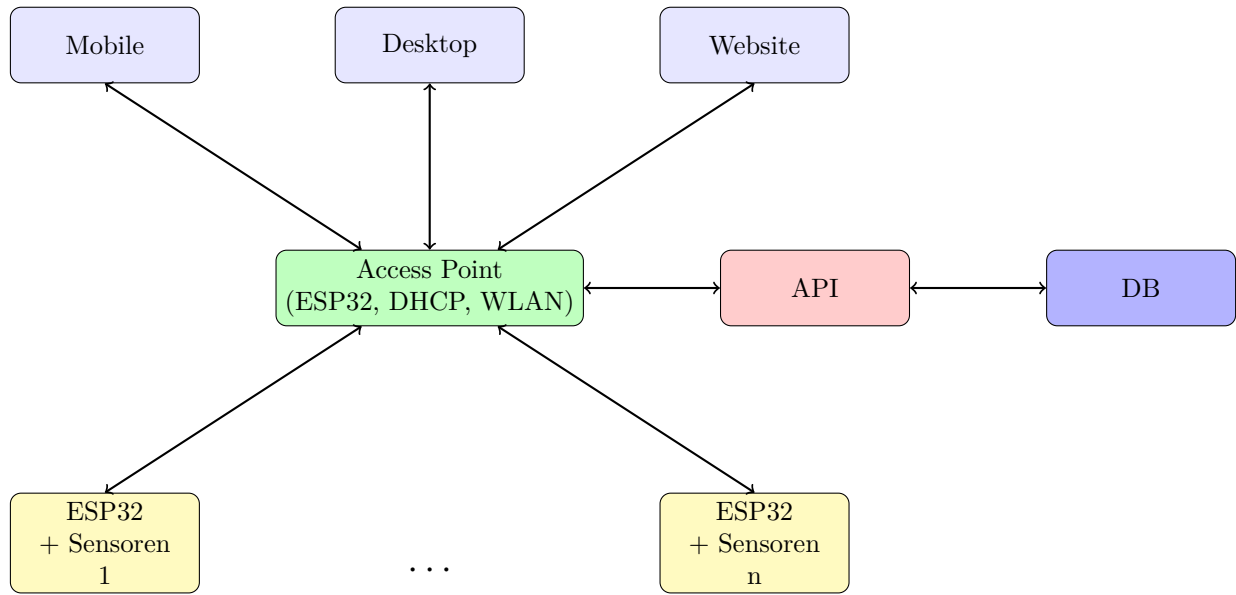 Mobile
Desktop
Website
Access Point
(ESP32, DHCP, WLAN)
API
DB
ESP32
+ Sensoren
1
...
ESP32
+ Sensoren
n